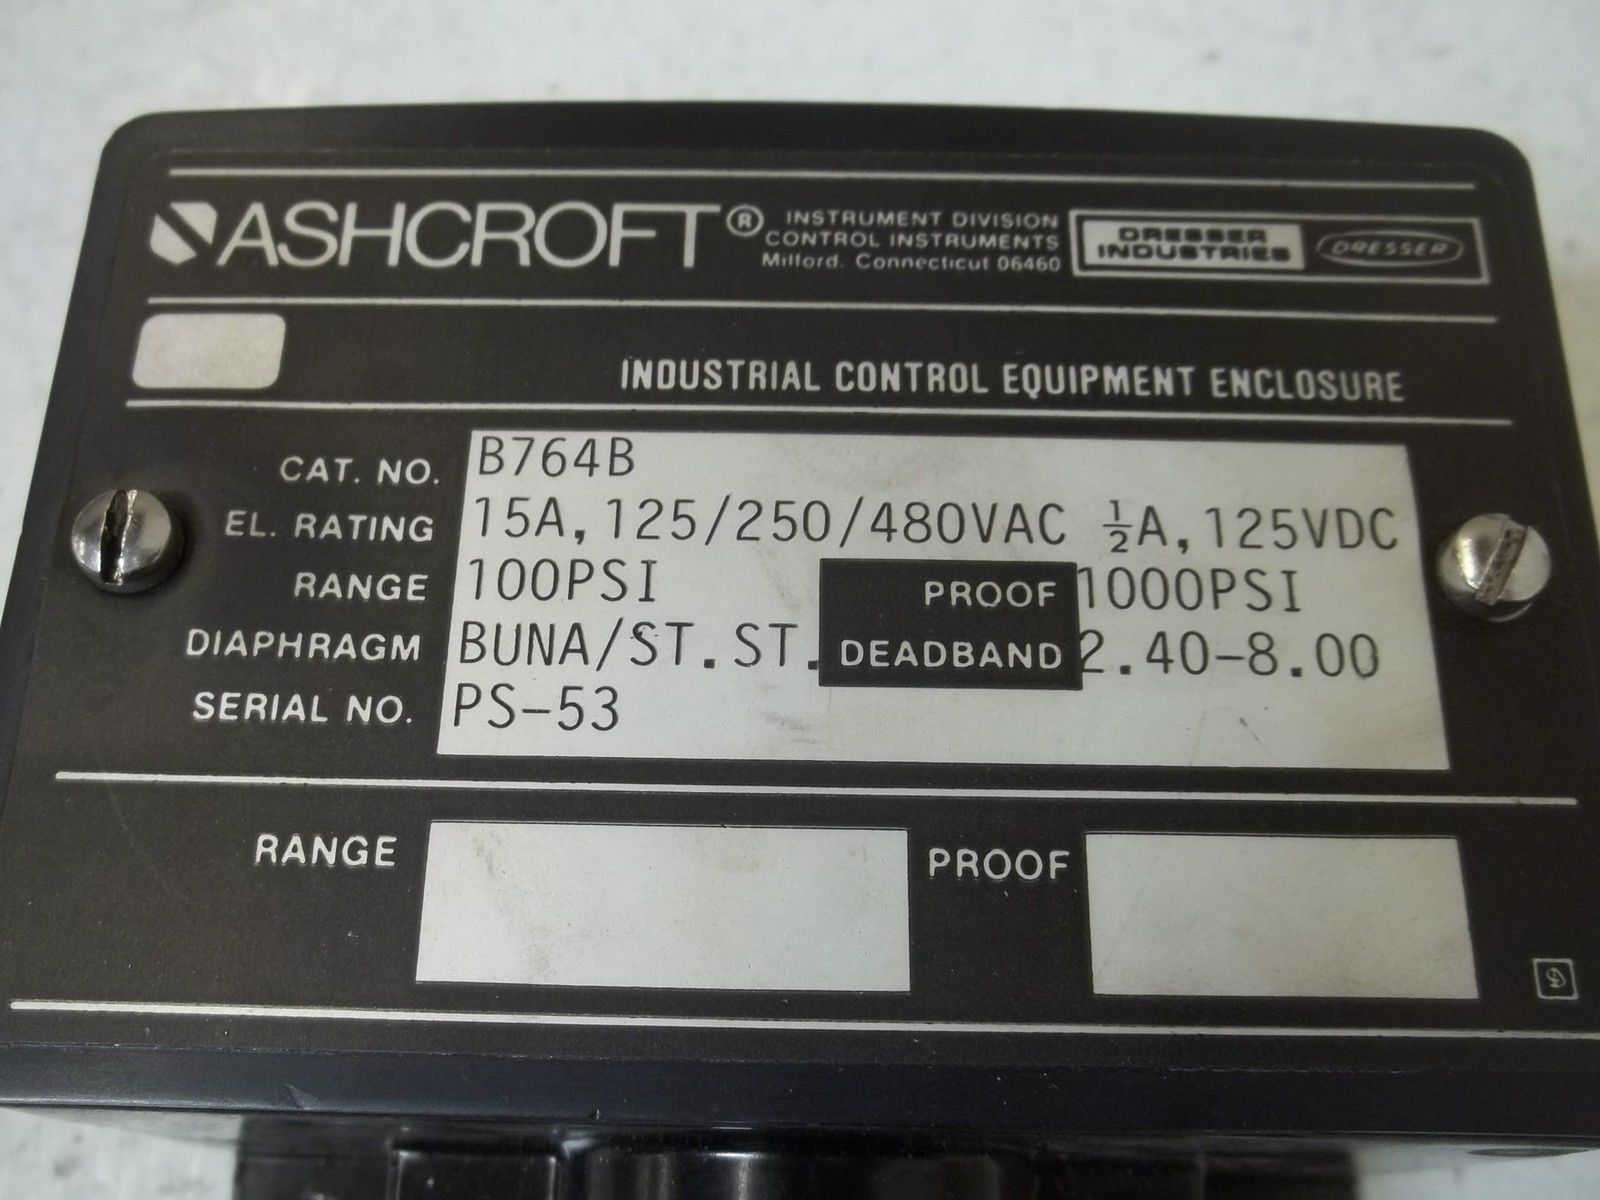 ASHCROFT ®
INSTRUMENT DIVISION
CONTROL INSTRUMENTS
Milford, Connecticut 06460
DRESSER
INDUSTRIES
DRESSER
INDUSTRIAL CONTROL EQUIPMENT ENCLOSURE
CAT. NO. B764B
EL. RATING 15A, 125/250/480VAC ½A, 125VDC
RANGE 100PSI PROOF 1000PSI
DIAPHRAGM BUNA/ST.ST. DEADBAND 2.40-8.00
SERIAL NO. PS-53
RANGE PROOF
D